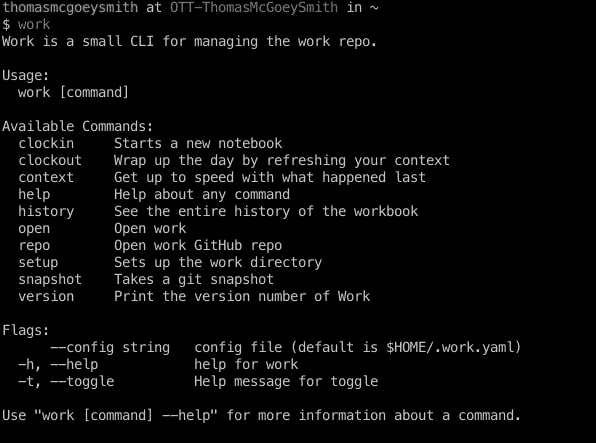 thomasmcgoeysmith at OTT-ThomasMcGoeySmith in ~
$ work
Work is a small CLI for managing the work repo.

Usage:
  work [command]

Available Commands:
  clockin     Starts a new notebook
  clockout    Wrap up the day by refreshing your context
  context     Get up to speed with what happened last
  help        Help about any command
  history     See the entire history of the workbook
  open        Open work
  repo        Open work GitHub repo
  setup       Sets up the work directory
  snapshot    Takes a git snapshot
  version     Print the version number of Work

Flags:
      --config string   config file (default is $HOME/.work.yaml)
  -h, --help            help for work
  -t, --toggle          Help message for toggle

Use "work [command] --help" for more information about a command.